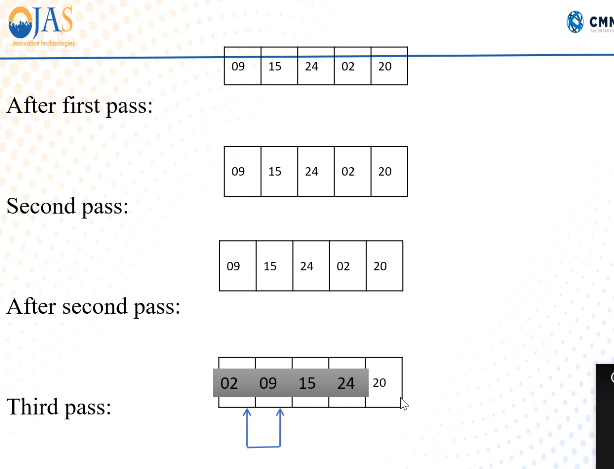 OJAS
Innovative Technologies
CMM
09 15 24 02 20
After first pass:
09 15 24 02 20
Second pass:
09 15 24 02 20
After second pass:
02 09 15 24 20
Third pass: